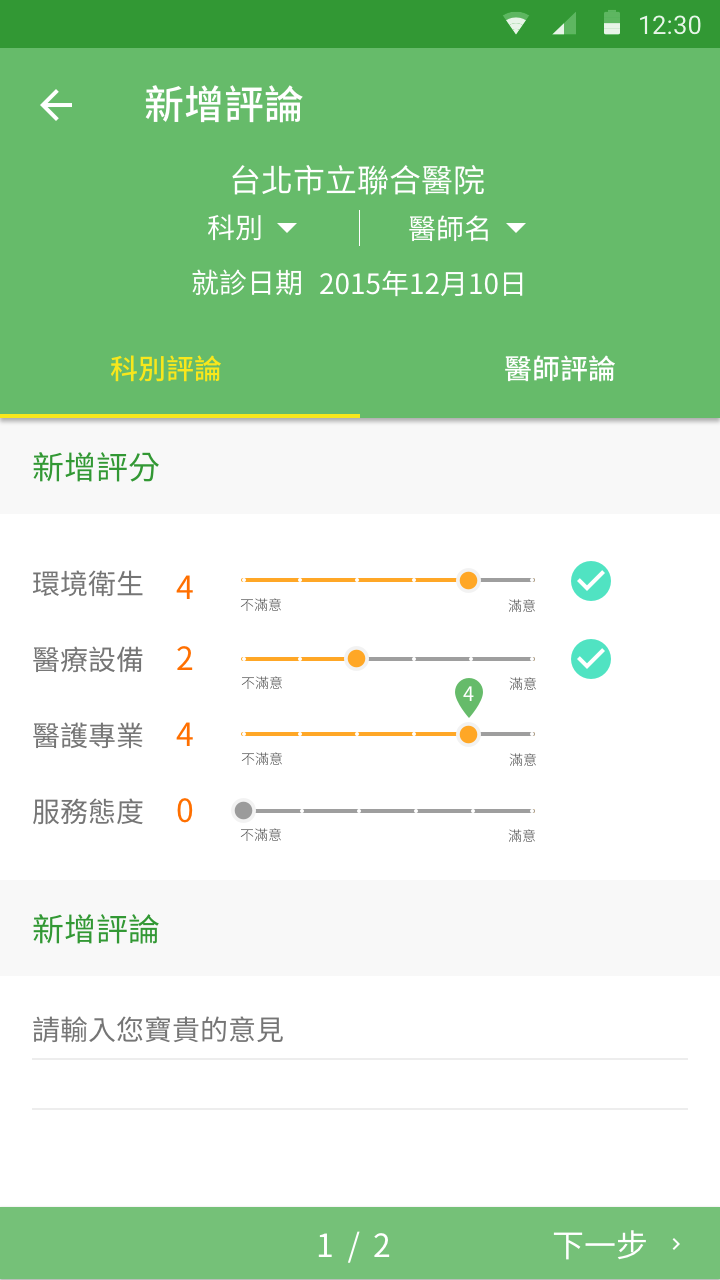 12:30
新增評論
台北市立聯合醫院
科別 醫師名
就診日期 2015年12月10日
科別評論 醫師評論
新增評分
環境衛生 4
不滿意 滿意
醫療設備 2
不滿意 滿意
4
醫護專業 4
不滿意 滿意
服務態度 0
不滿意 滿意
新增評論
請輸入您寶貴的意見
1 / 2 下一步